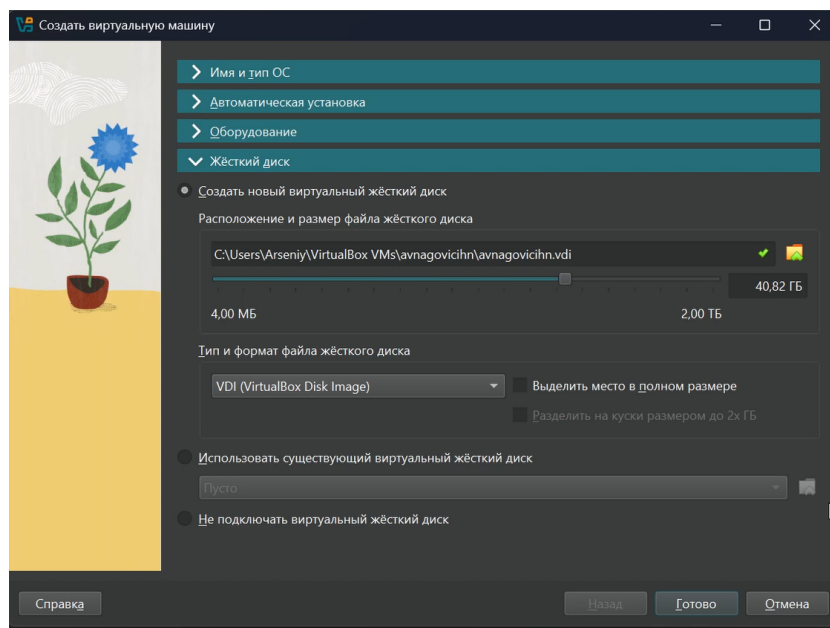 Создать виртуальную машину
Имя и тип ОС
Автоматическая установка
Оборудование
Жёсткий диск
Создать новый виртуальный жёсткий диск
Расположение и размер файла жёсткого диска
C:\Users\Arseniy\VirtualBox VMs\avnagovicihn\avnagovicihn.vdi
40,82 ГБ
4,00 МБ 2,00 ТБ
Тип и формат файла жёсткого диска
VDI (VirtualBox Disk Image) Выделить место в полном размере
Разделить на куски размером до 2х ГБ
Использовать существующий виртуальный жёсткий диск
Пусто
Не подключать виртуальный жёсткий диск
Справка Назад Готово Отмена